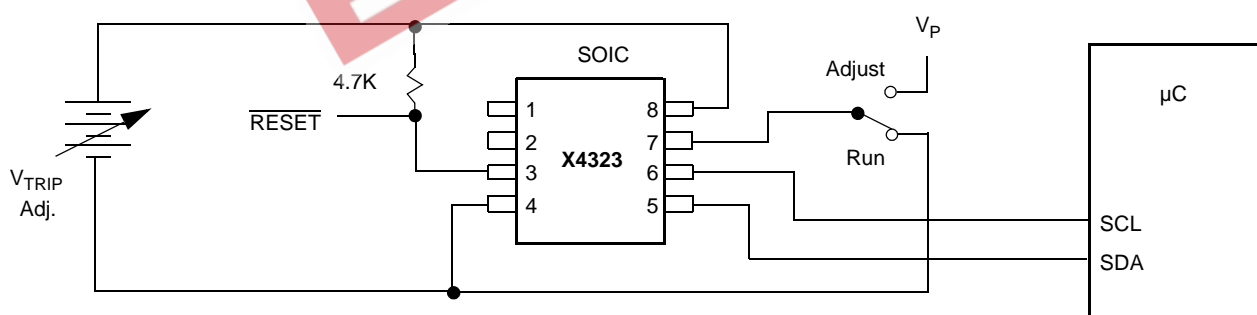 V_P
SOIC
Adjust
4.7K
µC
RESET
1 8
2 7
X4323
3 6
4 5
Run
V_TRIP
Adj.
SCL
SDA